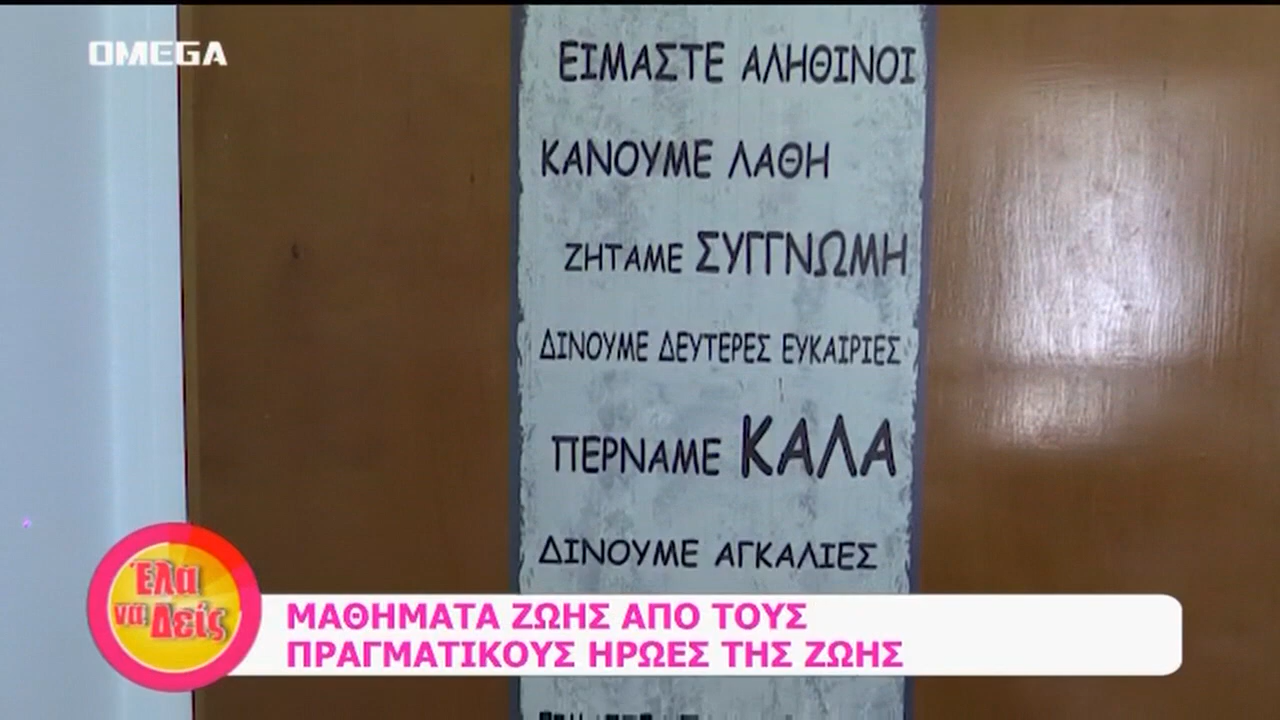 OMEGA
ΕΙΜΑΣΤΕ ΑΛΗΘΙΝΟΙ
ΚΑΝΟΥΜΕ ΛΑΘΗ
ΖΗΤΑΜΕ ΣΥΓΓΝΩΜΗ
ΔΙΝΟΥΜΕ ΔΕΥΤΕΡΕΣ ΕΥΚΑΙΡΙΕΣ
ΠΕΡΝΑΜΕ ΚΑΛΑ
ΔΙΝΟΥΜΕ ΑΓΚΑΛΙΕΣ
Έλα
να Δείς
ΜΑΘΗΜΑΤΑ ΖΩΗΣ ΑΠΟ ΤΟΥΣ
ΠΡΑΓΜΑΤΙΚΟΥΣ ΗΡΩΕΣ ΤΗΣ ΖΩΗΣ